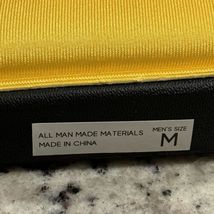 ALL MAN MADE MATERIALS
MADE IN CHINA
MEN'S SIZE
M